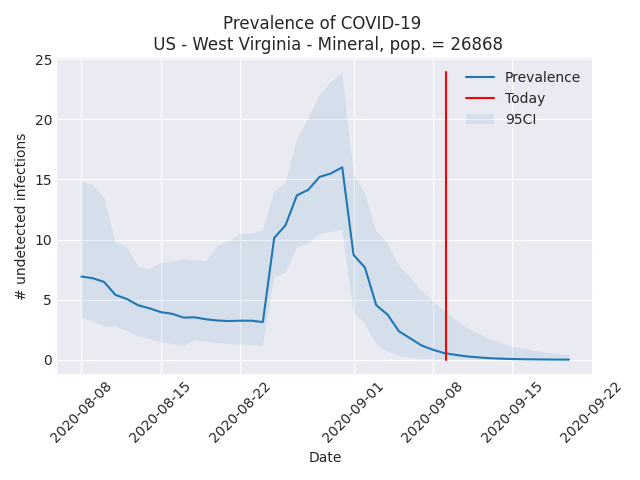 Prevalence of COVID-19
US - West Virginia - Mineral, pop. = 26868
25
20
15
10
5
0
# undetected infections
Prevalence
Today
95CI
2020-08-08
2020-08-15
2020-08-22
2020-09-01
2020-09-08
2020-09-15
2020-09-22
Date